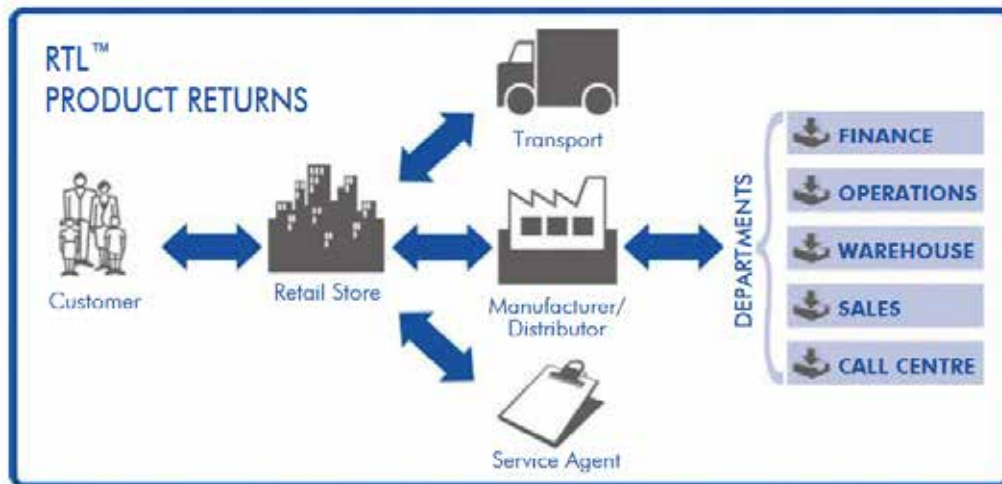 RTL™
PRODUCT RETURNS
Transport
Customer
Retail Store
Manufacturer/
Distributor
Service Agent
DEPARTMENTS
FINANCE
OPERATIONS
WAREHOUSE
SALES
CALL CENTRE